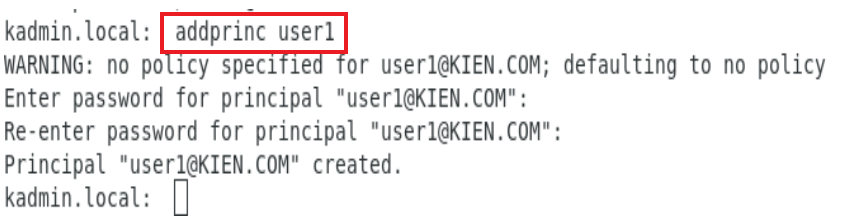 kadmin.local: addprinc user1
WARNING: no policy specified for user1@KIEN.COM; defaulting to no policy
Enter password for principal "user1@KIEN.COM":
Re-enter password for principal "user1@KIEN.COM":
Principal "user1@KIEN.COM" created.
kadmin.local: